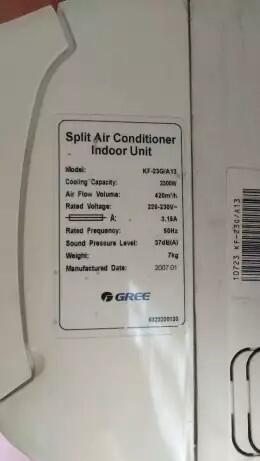 Split Air Conditioner
Indoor Unit
Model: KF-23G/A13
Cooling Capacity: 2300W
Air Flow Volume: 420m³/h
Rated Voltage: 220-230V~
A: 3.15A
Rated Frequency: 50Hz
Sound Pressure Level: 37dB(A)
Weight: 7kg
Manufactured Date: 2007.01
GREE
10723 KF-23G/A13